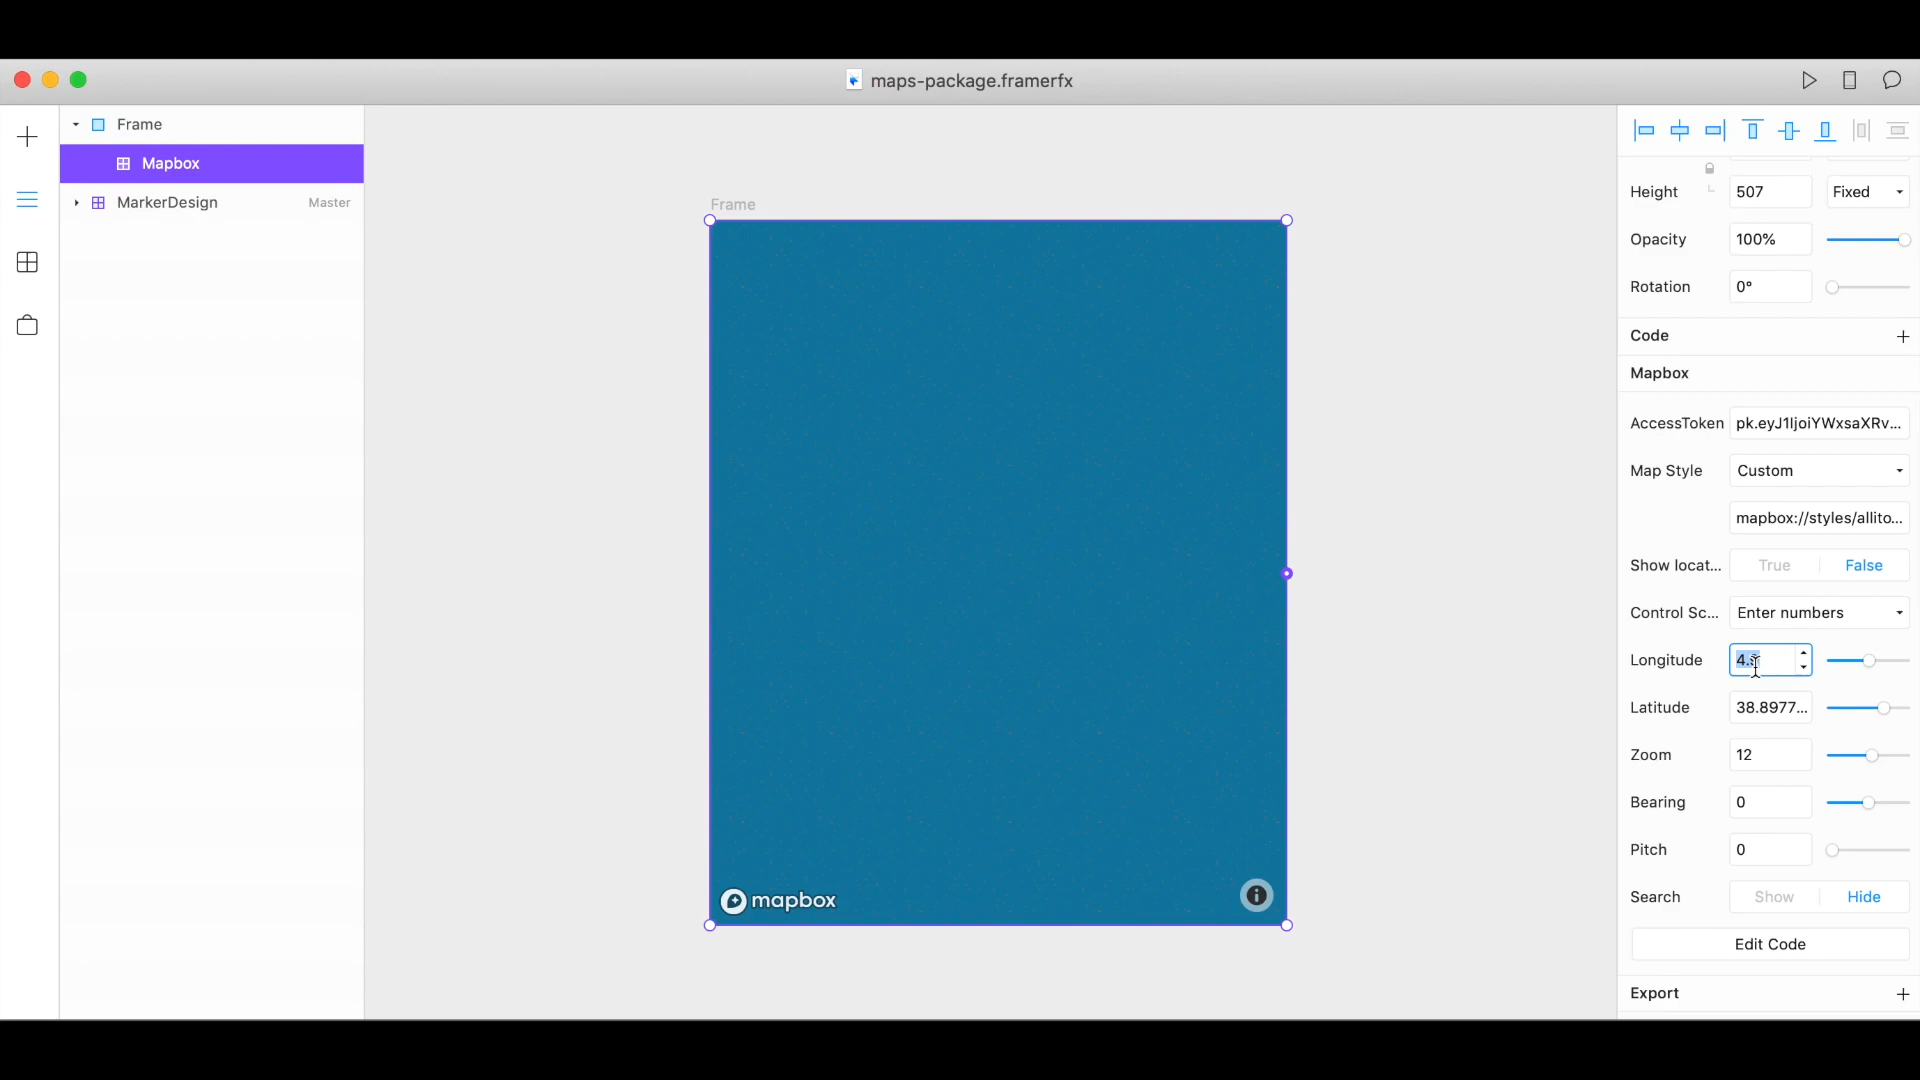 maps-package.framerfx
Frame
Mapbox
MarkerDesign Master
Frame
mapbox
Height 507 Fixed
Opacity 100%
Rotation 0°
Code
Mapbox
AccessToken pk.eyJ1IjoiYWxsaXRv...
Map Style Custom
mapbox://styles/allito...
Show locat... True False
Control Sc... Enter numbers
Longitude
Latitude 38.8977...
Zoom 12
Bearing 0
Pitch 0
Search Show Hide
Edit Code
Export